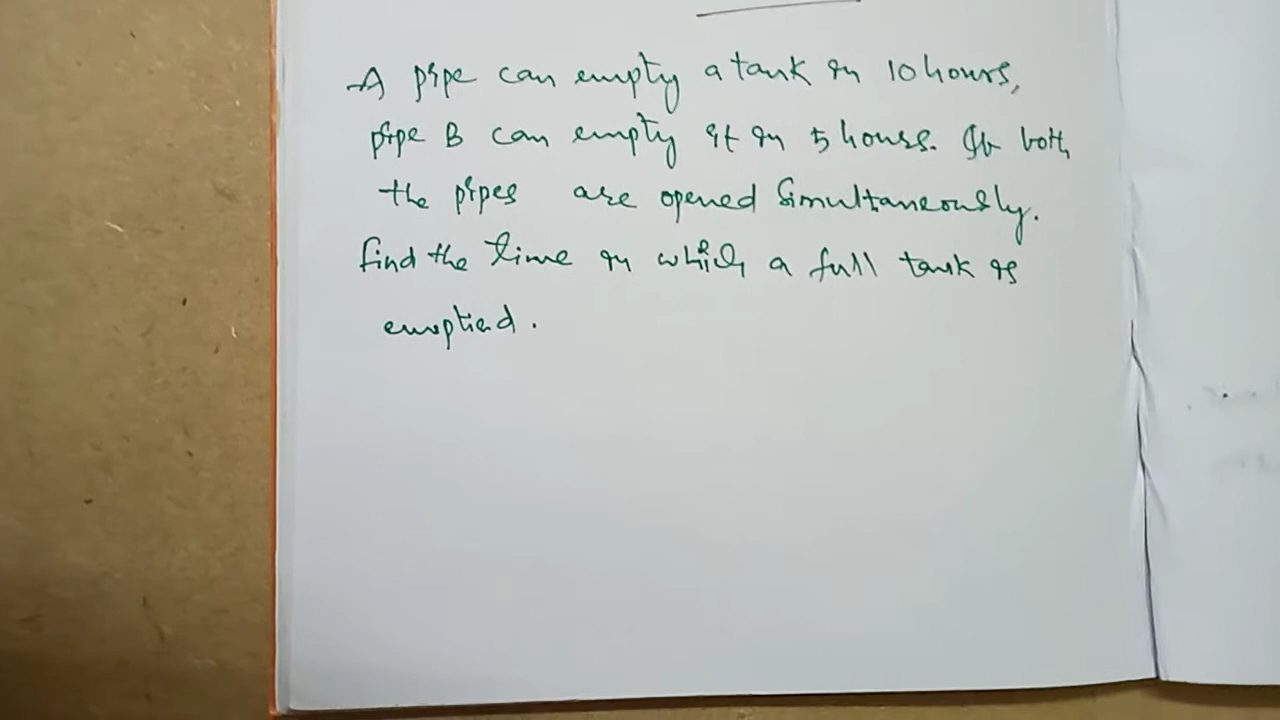 A pipe can empty a tank in 10 hours,
pipe B can empty it in 5 hours. If both
the pipes are opened Simultaneously.
find the time in which a full tank is
emptied.